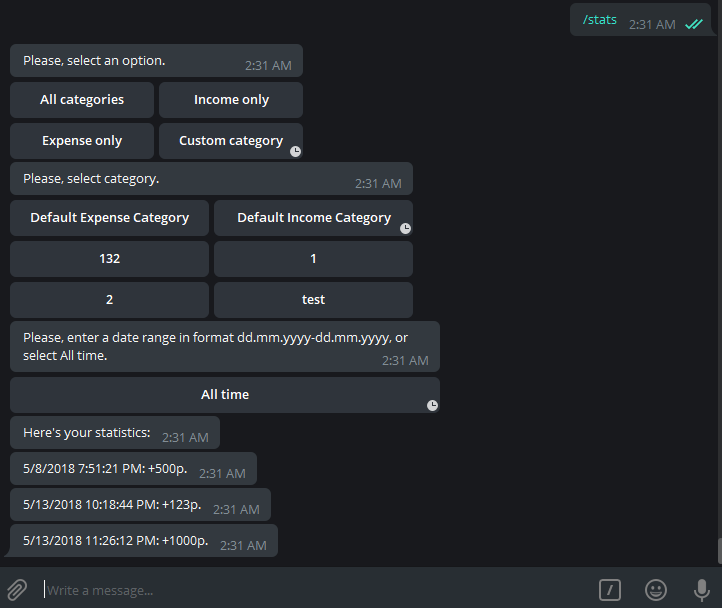 /stats 2:31 AM
Please, select an option. 2:31 AM
All categories Income only
Expense only Custom category
Please, select category. 2:31 AM
Default Expense Category Default Income Category
132 1
2 test
Please, enter a date range in format dd.mm.yyyy-dd.mm.yyyy, or
select All time. 2:31 AM
All time
Here's your statistics: 2:31 AM
5/8/2018 7:51:21 PM: +500p. 2:31 AM
5/13/2018 10:18:44 PM: +123p. 2:31 AM
5/13/2018 11:26:12 PM: +1000p. 2:31 AM
Write a message...